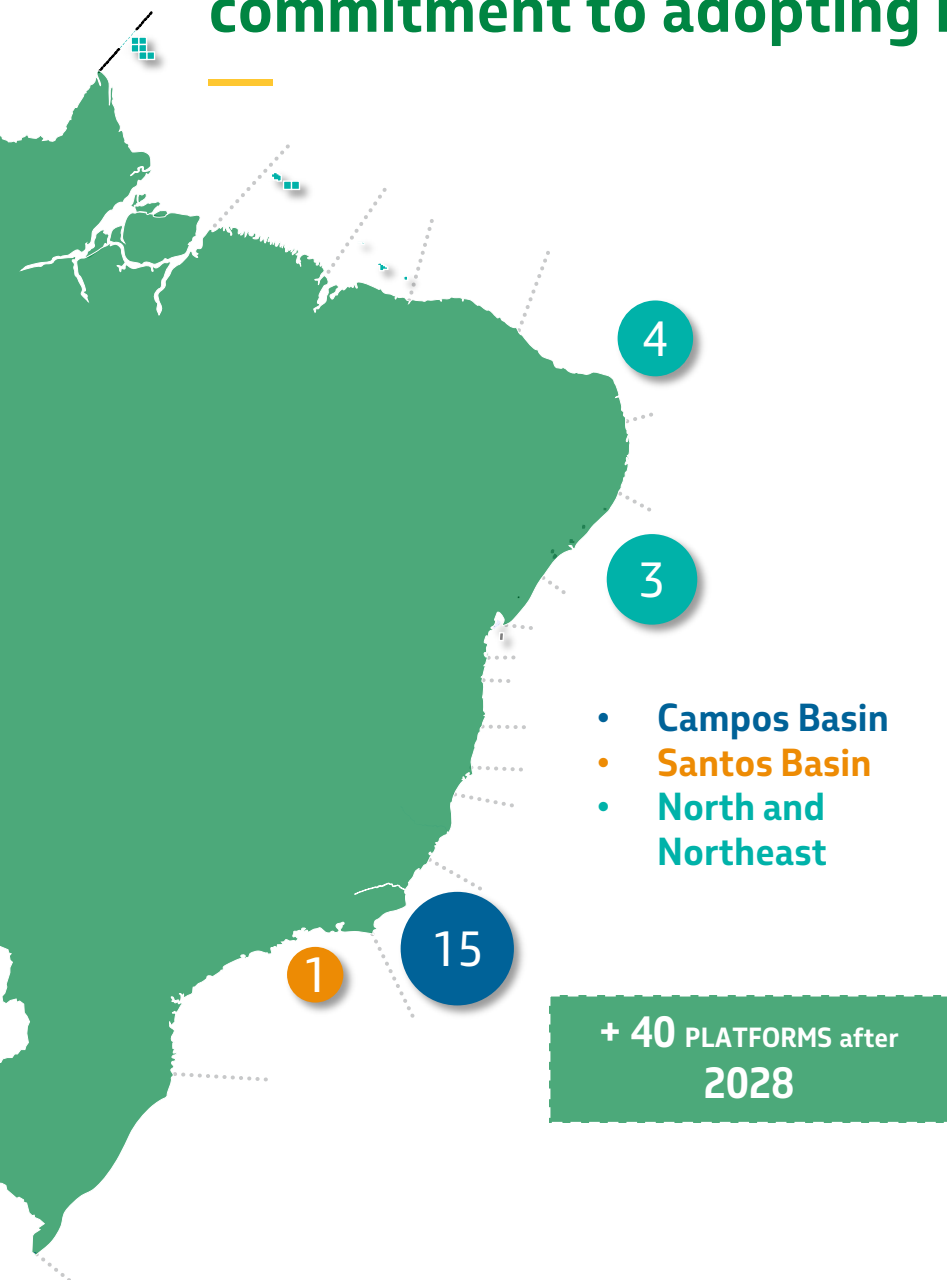 commitment to adopting
4
3
• Campos Basin
• Santos Basin
• North and
Northeast
15
1
+ 40 PLATFORMS after
2028